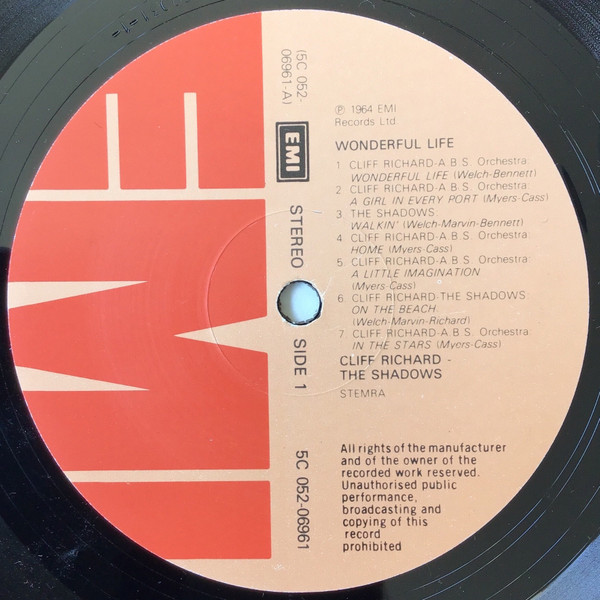 (5C 052-
06961-A)
EMI
STEREO
SIDE 1
5C 052-06961
EMI
℗ 1964 EMI
Records Ltd.
WONDERFUL LIFE
1. CLIFF RICHARD-A.B.S. Orchestra:
WONDERFUL LIFE (Welch-Bennett)
2. CLIFF RICHARD-A.B.S. Orchestra:
A GIRL IN EVERY PORT (Myers-Cass)
3. THE SHADOWS:
WALKIN' (Welch-Marvin-Bennett)
4. CLIFF RICHARD-A.B.S. Orchestra:
HOME (Myers-Cass)
5. CLIFF RICHARD-A.B.S. Orchestra:
A LITTLE IMAGINATION
(Myers-Cass)
6. CLIFF RICHARD-THE SHADOWS
ON THE BEACH
(Welch-Marvin-Richard)
7. CLIFF RICHARD-A.B.S. Orchestra:
IN THE STARS (Myers-Cass)
CLIFF RICHARD -
THE SHADOWS
STEMRA
All rights of the manufacturer
and of the owner of the
recorded work reserved.
Unauthorised public
performance,
broadcasting and
copying of this
record
prohibited